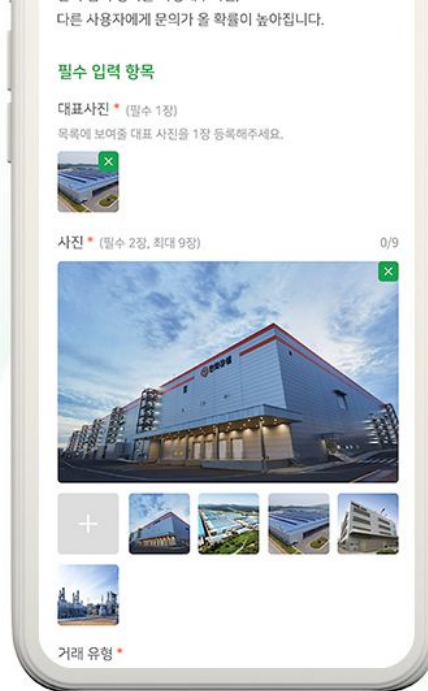 다른 사용자에게 문의가 올 확률이 높아집니다.
필수 입력 항목
대표사진 * (필수 1장)
목록에 보여줄 대표 사진을 1장 등록해주세요.
사진 * (필수 2장, 최대 9장)
0/9
거래 유형 *